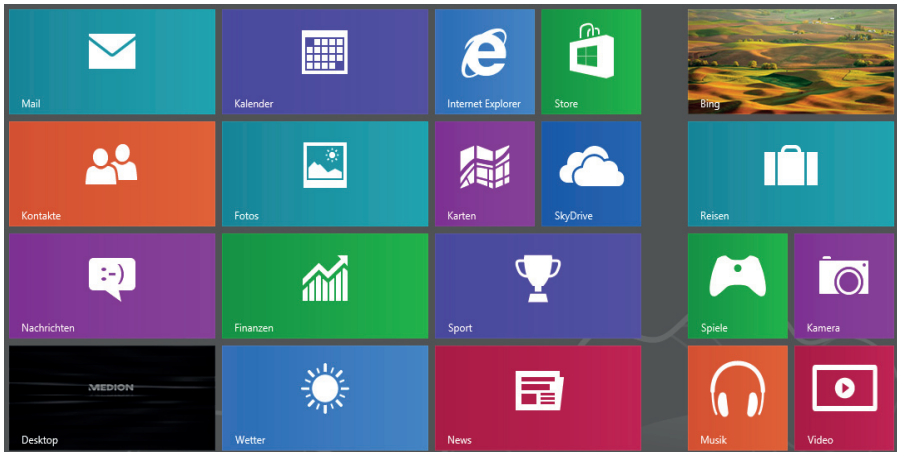 Mail
Kalender
Internet Explorer
Store
Bing
Kontakte
Fotos
Karten
SkyDrive
Reisen
:-)
Nachrichten
Finanzen
Sport
Spiele
Kamera
MEDION
Desktop
Wetter
News
Musik
Video